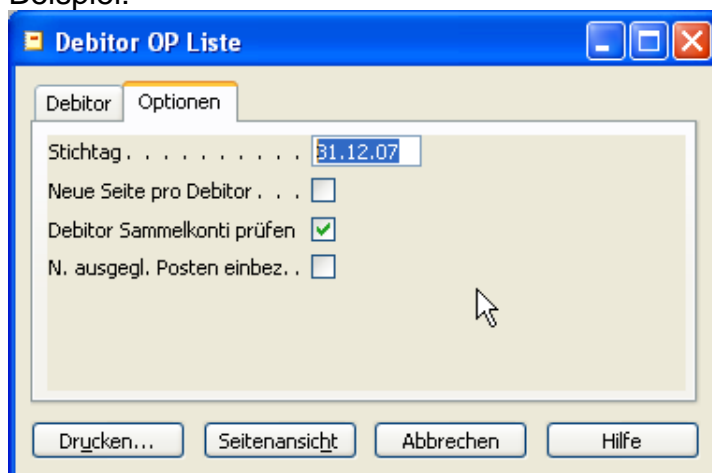 Beispiel:
Debitor OP Liste
Debitor Optionen
Stichtag. . . . . . . . . . 31.12.07
Neue Seite pro Debitor . . .
Debitor Sammelkonti prüfen
N. ausgegl. Posten einbez. .
Drucken... Seitenansicht Abbrechen Hilfe